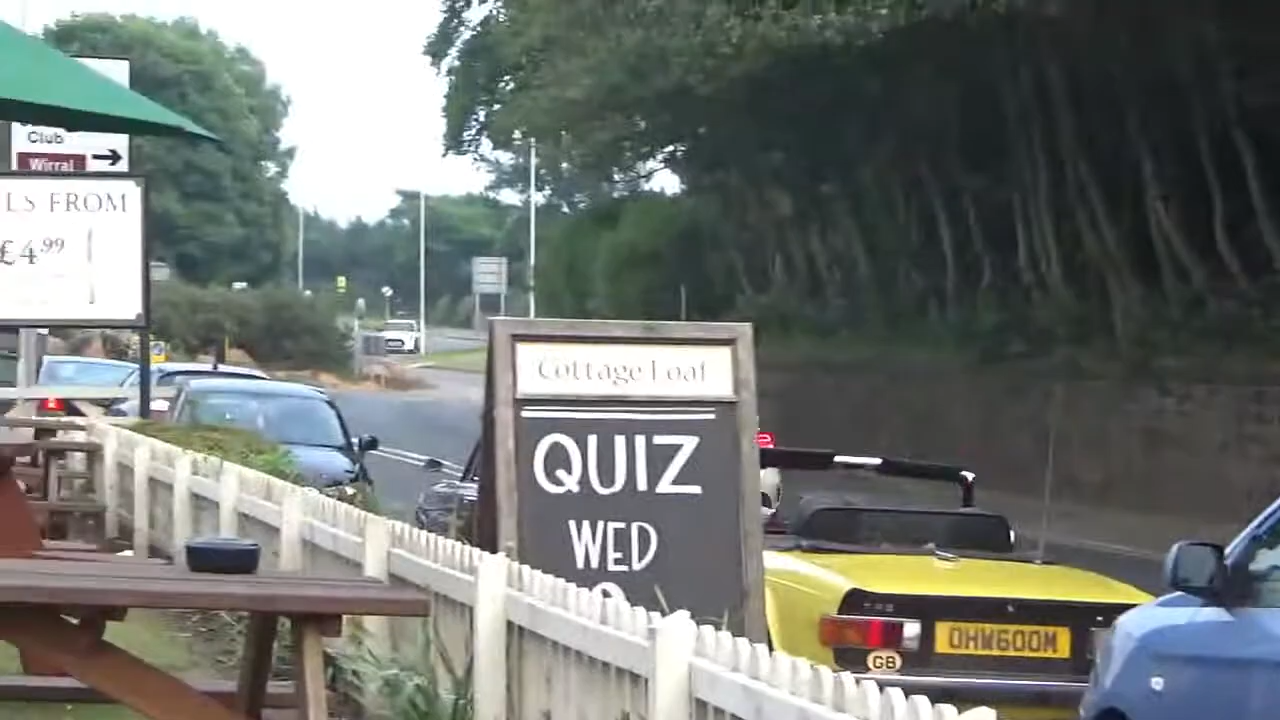 Club
Wirral
LS FROM
£4.99
Cottage Loaf
QUIZ
WED
OHW600M
GB